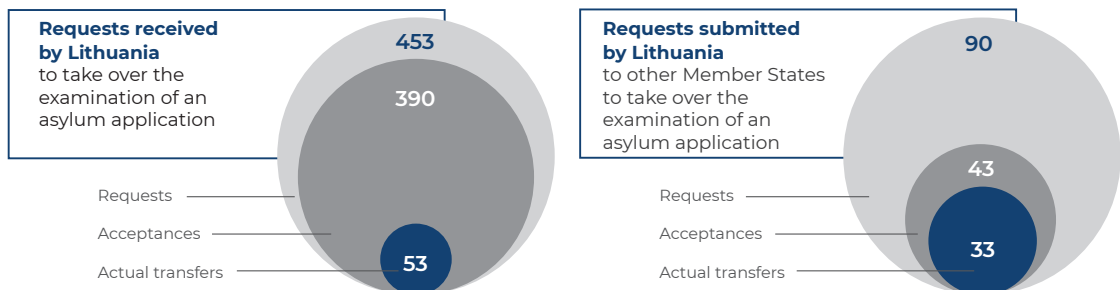 Requests received
by Lithuania
to take over the
examination of an
asylum application
453
390
Requests
Acceptances
Actual transfers
53
Requests submitted
by Lithuania
to other Member States
to take over the
examination of an
asylum application
90
43
Requests
Acceptances
Actual transfers
33